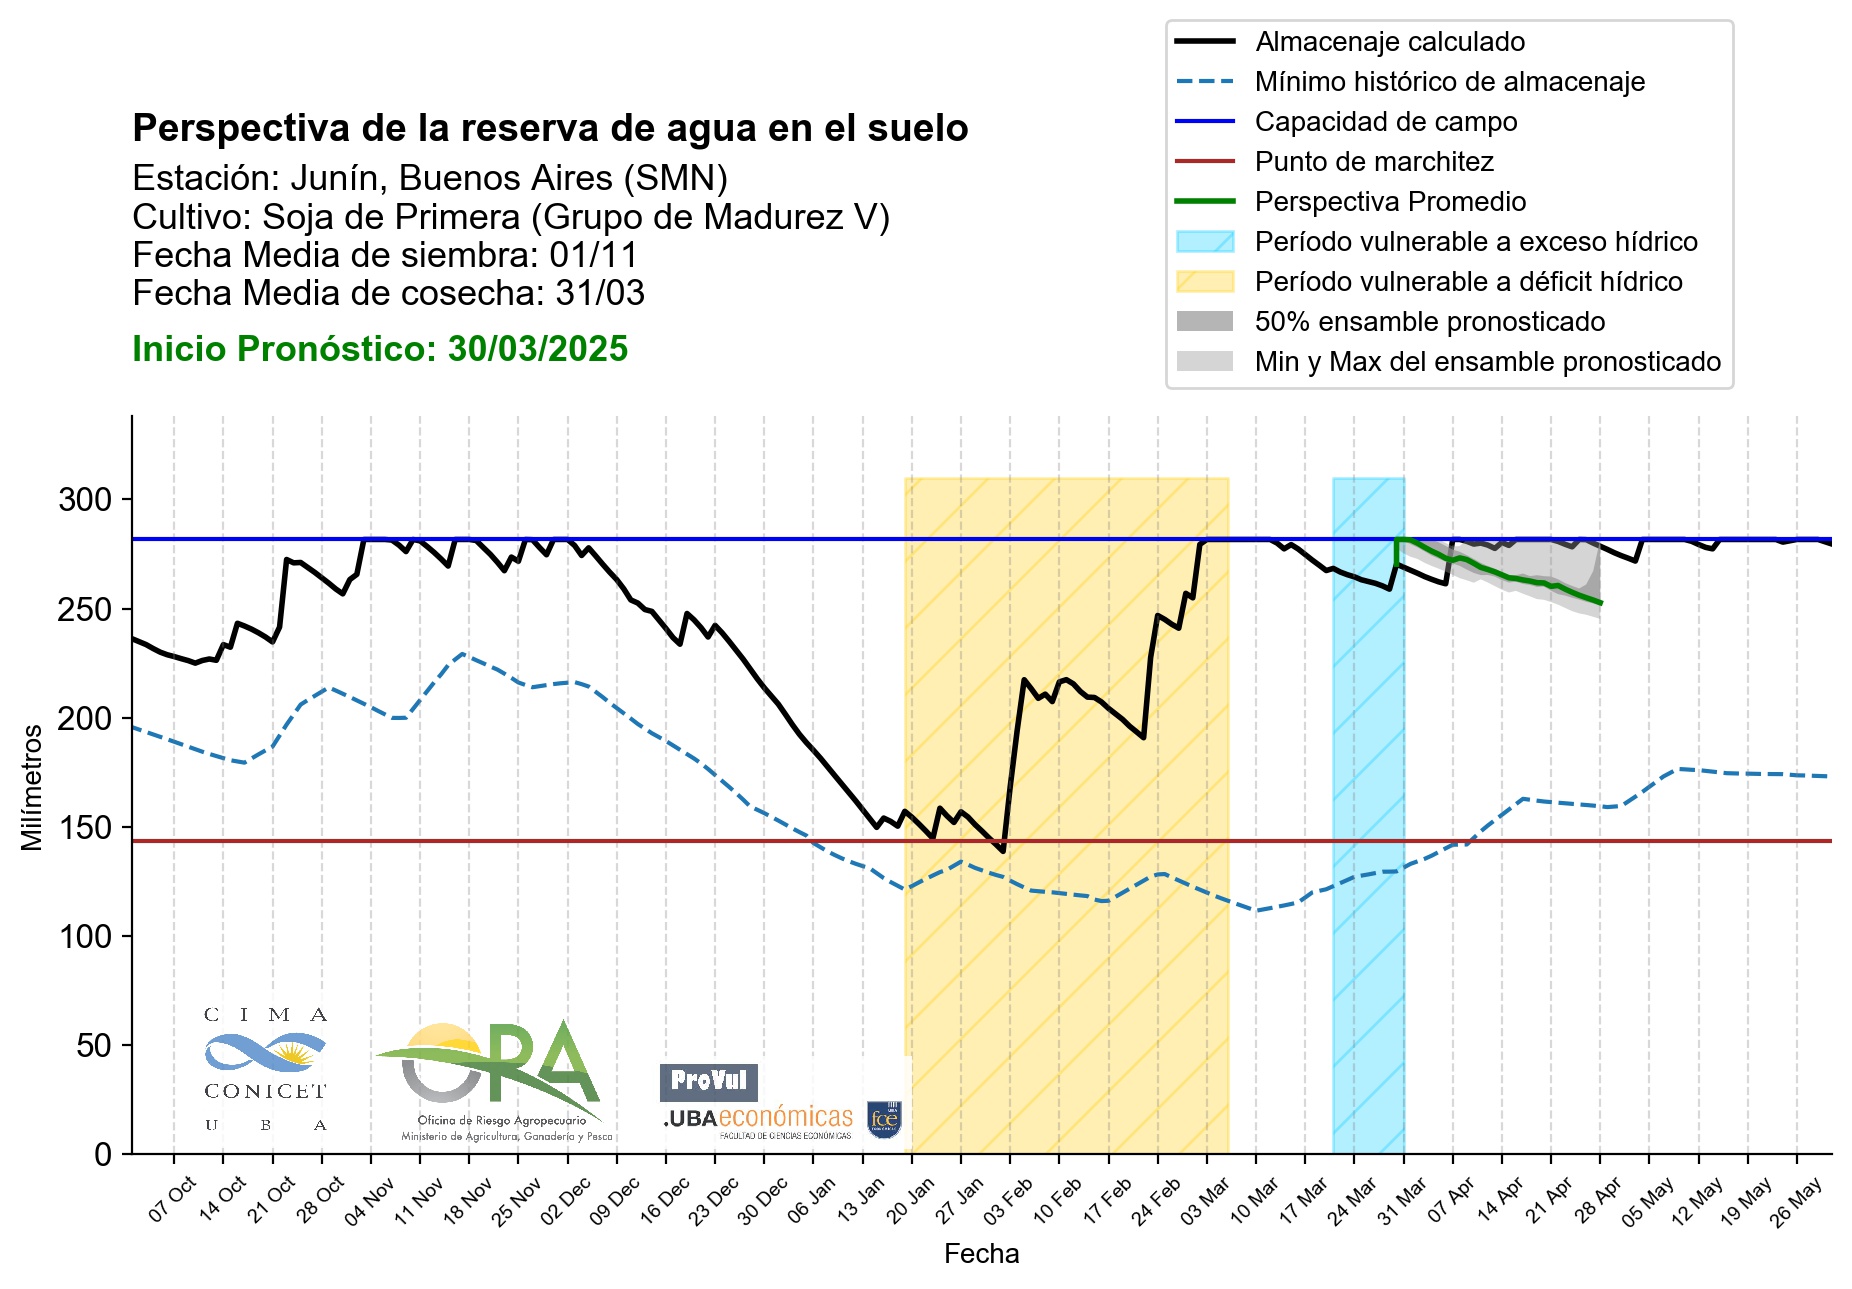 Almacenaje calculado
Mínimo histórico de almacenaje
Capacidad de campo
Punto de marchitez
Perspectiva Promedio
Período vulnerable a exceso hídrico
Período vulnerable a déficit hídrico
50% ensamble pronosticado
Min y Max del ensamble pronosticado
Perspectiva de la reserva de agua en el suelo
Estación: Junín, Buenos Aires (SMN)
Cultivo: Soja de Primera (Grupo de Madurez V)
Fecha Media de siembra: 01/11
Fecha Media de cosecha: 31/03
Inicio Pronóstico: 30/03/2025
300
250
200
150
100
50
0
Milímetros
CIMA
CONICET
UBA
ORA
Oficina de Riesgo Agropecuario
Ministerio de Agricultura, Ganadería y Pesca
ProVul
.UBAeconómicas
FACULTAD DE CIENCIAS ECONÓMICAS
fce
07 Oct
14 Oct
21 Oct
28 Oct
04 Nov
11 Nov
18 Nov
25 Nov
02 Dec
09 Dec
16 Dec
23 Dec
30 Dec
06 Jan
13 Jan
20 Jan
27 Jan
03 Feb
10 Feb
17 Feb
24 Feb
03 Mar
10 Mar
17 Mar
24 Mar
31 Mar
07 Apr
14 Apr
21 Apr
28 Apr
05 May
12 May
19 May
26 May
Fecha